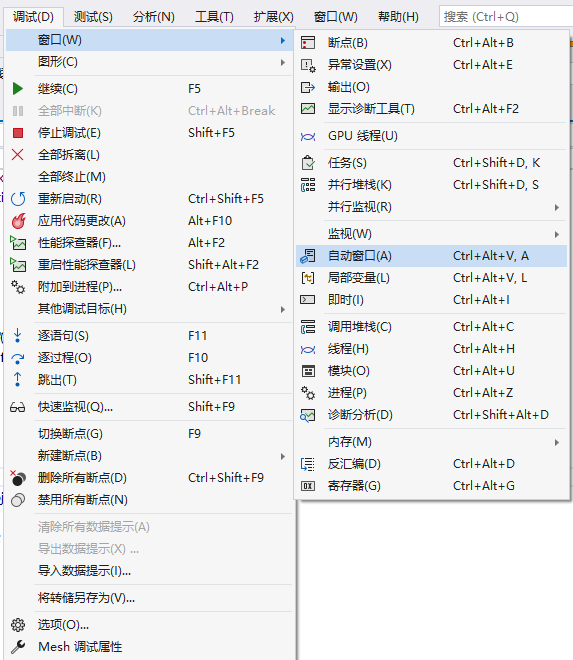 调试(D) 测试(S) 分析(N) 工具(T) 扩展(X) 窗口(W) 帮助(H) 搜索 (Ctrl+Q)
窗口(W)
图形(C)
继续(C) F5
全部中断(K) Ctrl+Alt+Break
停止调试(E) Shift+F5
全部拆离(L)
全部终止(M)
重新启动(R) Ctrl+Shift+F5
应用代码更改(A) Alt+F10
性能探查器(F)... Alt+F2
重启性能探查器(L) Shift+Alt+F2
附加到进程(P)... Ctrl+Alt+P
其他调试目标(H)
逐语句(S) F11
逐过程(O) F10
跳出(T) Shift+F11
快速监视(Q)... Shift+F9
切换断点(G) F9
新建断点(B)
删除所有断点(D) Ctrl+Shift+F9
禁用所有断点(N)
清除所有数据提示(A)
导出数据提示(X) ...
导入数据提示(I)...
将转储另存为(V)...
选项(O)...
Mesh 调试属性
断点(B) Ctrl+Alt+B
异常设置(X) Ctrl+Alt+E
输出(O)
显示诊断工具(T) Ctrl+Alt+F2
GPU 线程(U)
任务(S) Ctrl+Shift+D, K
并行堆栈(K) Ctrl+Shift+D, S
并行监视(R)
监视(W)
自动窗口(A) Ctrl+Alt+V, A
局部变量(L) Ctrl+Alt+V, L
即时(I) Ctrl+Alt+I
调用堆栈(C) Ctrl+Alt+C
线程(H) Ctrl+Alt+H
模块(O) Ctrl+Alt+U
进程(P) Ctrl+Alt+Z
诊断分析(D) Ctrl+Shift+Alt+D
内存(M)
反汇编(D) Ctrl+Alt+D
寄存器(G) Ctrl+Alt+G